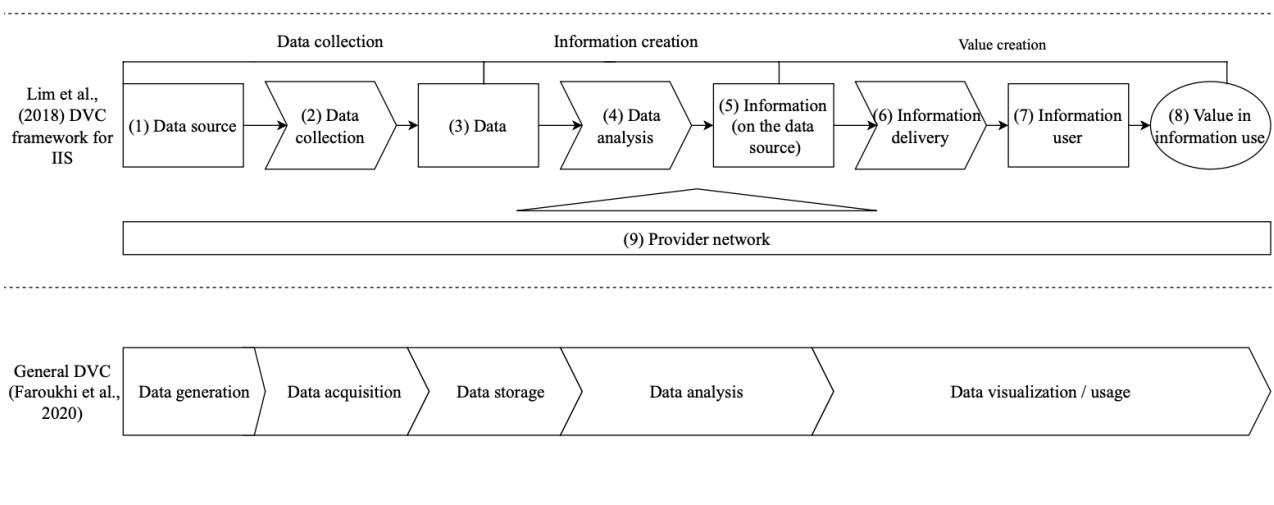 Data collection
Information creation
Value creation
Lim et al.,
(2018) DVC
framework for
IIS
(1) Data source
(2) Data
collection
(3) Data
(4) Data
analysis
(5) Information
(on the data
source)
(6) Information
delivery
(7) Information
user
(8) Value in
information use
(9) Provider network
General DVC
(Faroukhi et al.,
2020)
Data generation
Data acquisition
Data storage
Data analysis
Data visualization / usage